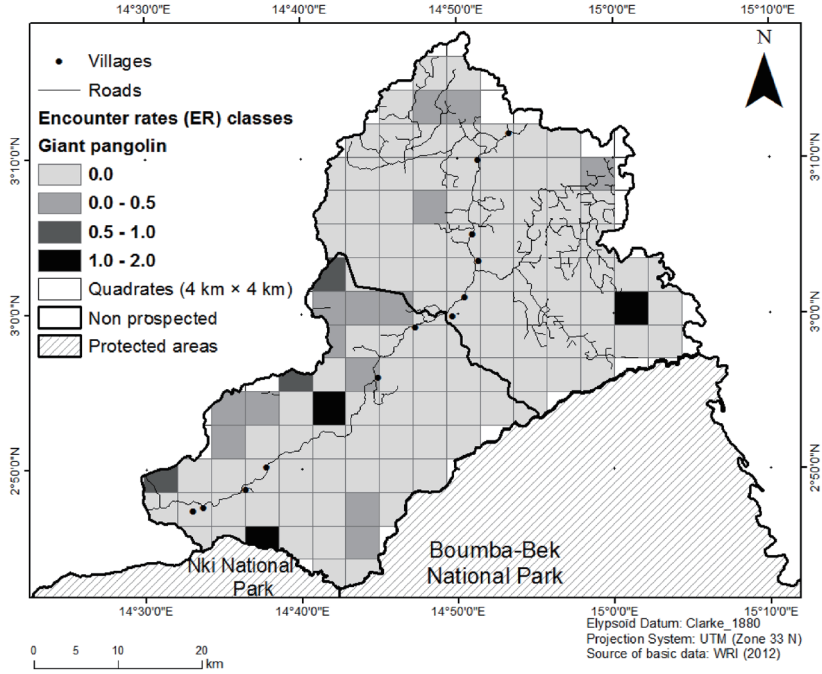 14°30'0"E 14°40'0"E 14°50'0"E 15°0'0"E 15°10'0"E
N
Villages
Roads
Encounter rates (ER) classes
Giant pangolin
0.0
0.0 - 0.5
0.5 - 1.0
1.0 - 2.0
Quadrates (4 km × 4 km)
Non prospected
Protected areas
3°10'0"N
3°10'0"N
3°0'0"N
3°0'0"N
2°50'0"N
2°50'0"N
Nki National
Park
Boumba-Bek
National Park
14°30'0"E 14°40'0"E 14°50'0"E 15°0'0"E 15°10'0"E
Elypsoid Datum: Clarke_1880
Projection System: UTM (Zone 33 N)
Source of basic data: WRI (2012)
0 5 10 20
km